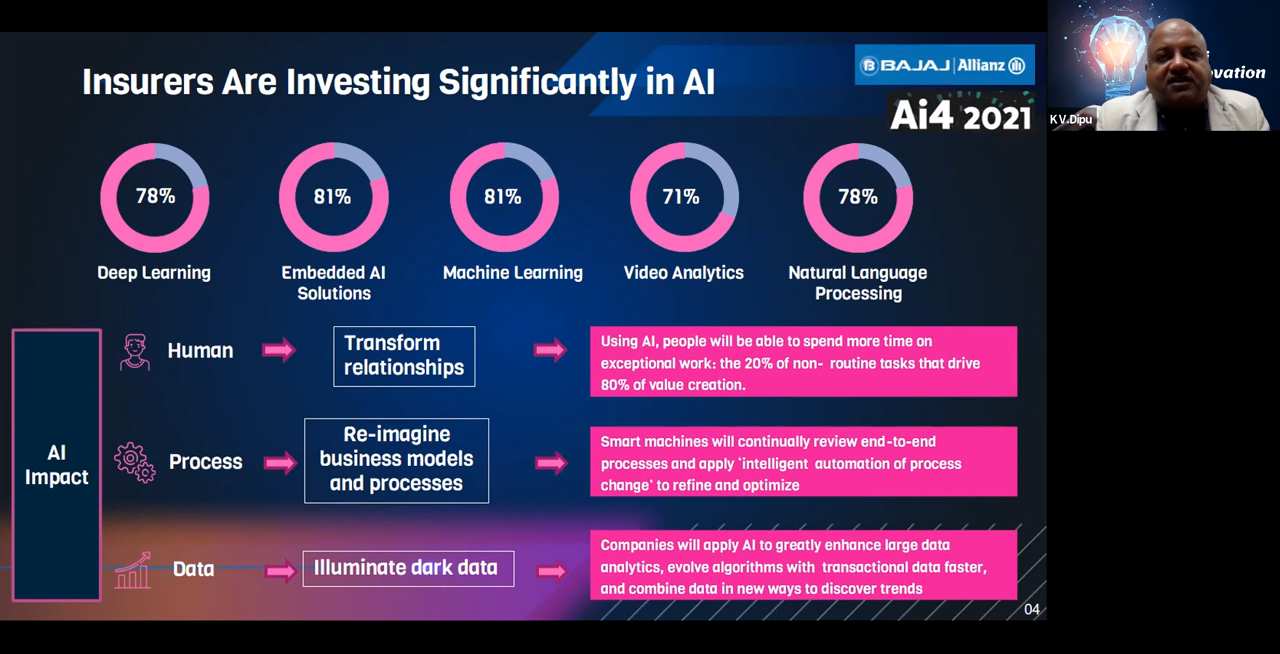 Insurers Are Investing Significantly in AI
BAJAJ | Allianz
Ai4 2021
vation
K V.Dipu
78%
81%
81%
71%
78%
Deep Learning
Embedded AI
Solutions
Machine Learning
Video Analytics
Natural Language
Processing
AI
Impact
Human
Transform
relationships
Using AI, people will be able to spend more time on
exceptional work: the 20% of non- routine tasks that drive
80% of value creation.
Process
Re-imagine
business models
and processes
Smart machines will continually review end-to-end
processes and apply 'intelligent automation of process
change' to refine and optimize
Data
Illuminate dark data
Companies will apply AI to greatly enhance large data
analytics, evolve algorithms with transactional data faster,
and combine data in new ways to discover trends
04